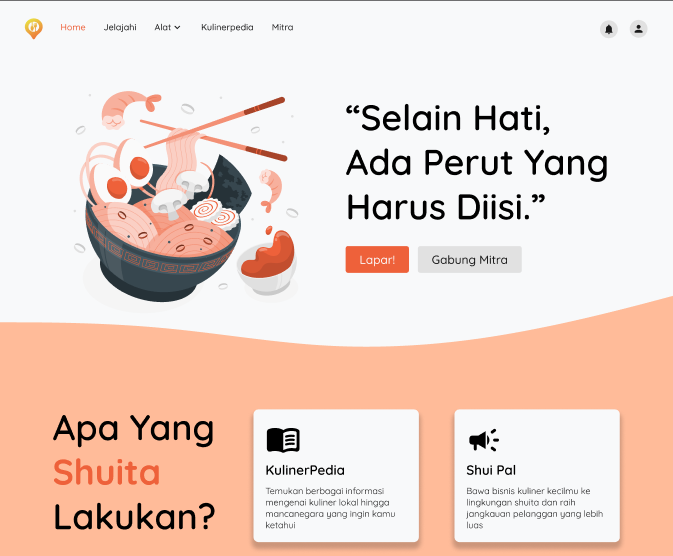 Home Jelajahi Alat Kulinerpedia Mitra
“Selain Hati,
Ada Perut Yang
Harus Diisi.”
Lapar! Gabung Mitra
Apa Yang
Shuita
Lakukan?
KulinerPedia
Temukan berbagai informasi
mengenai kuliner lokal hingga
mancanegara yang ingin kamu
ketahui
Shui Pal
Bawa bisnis kuliner kecilmu ke
lingkungan shuita dan raih
jangkauan pelanggan yang lebih
luas